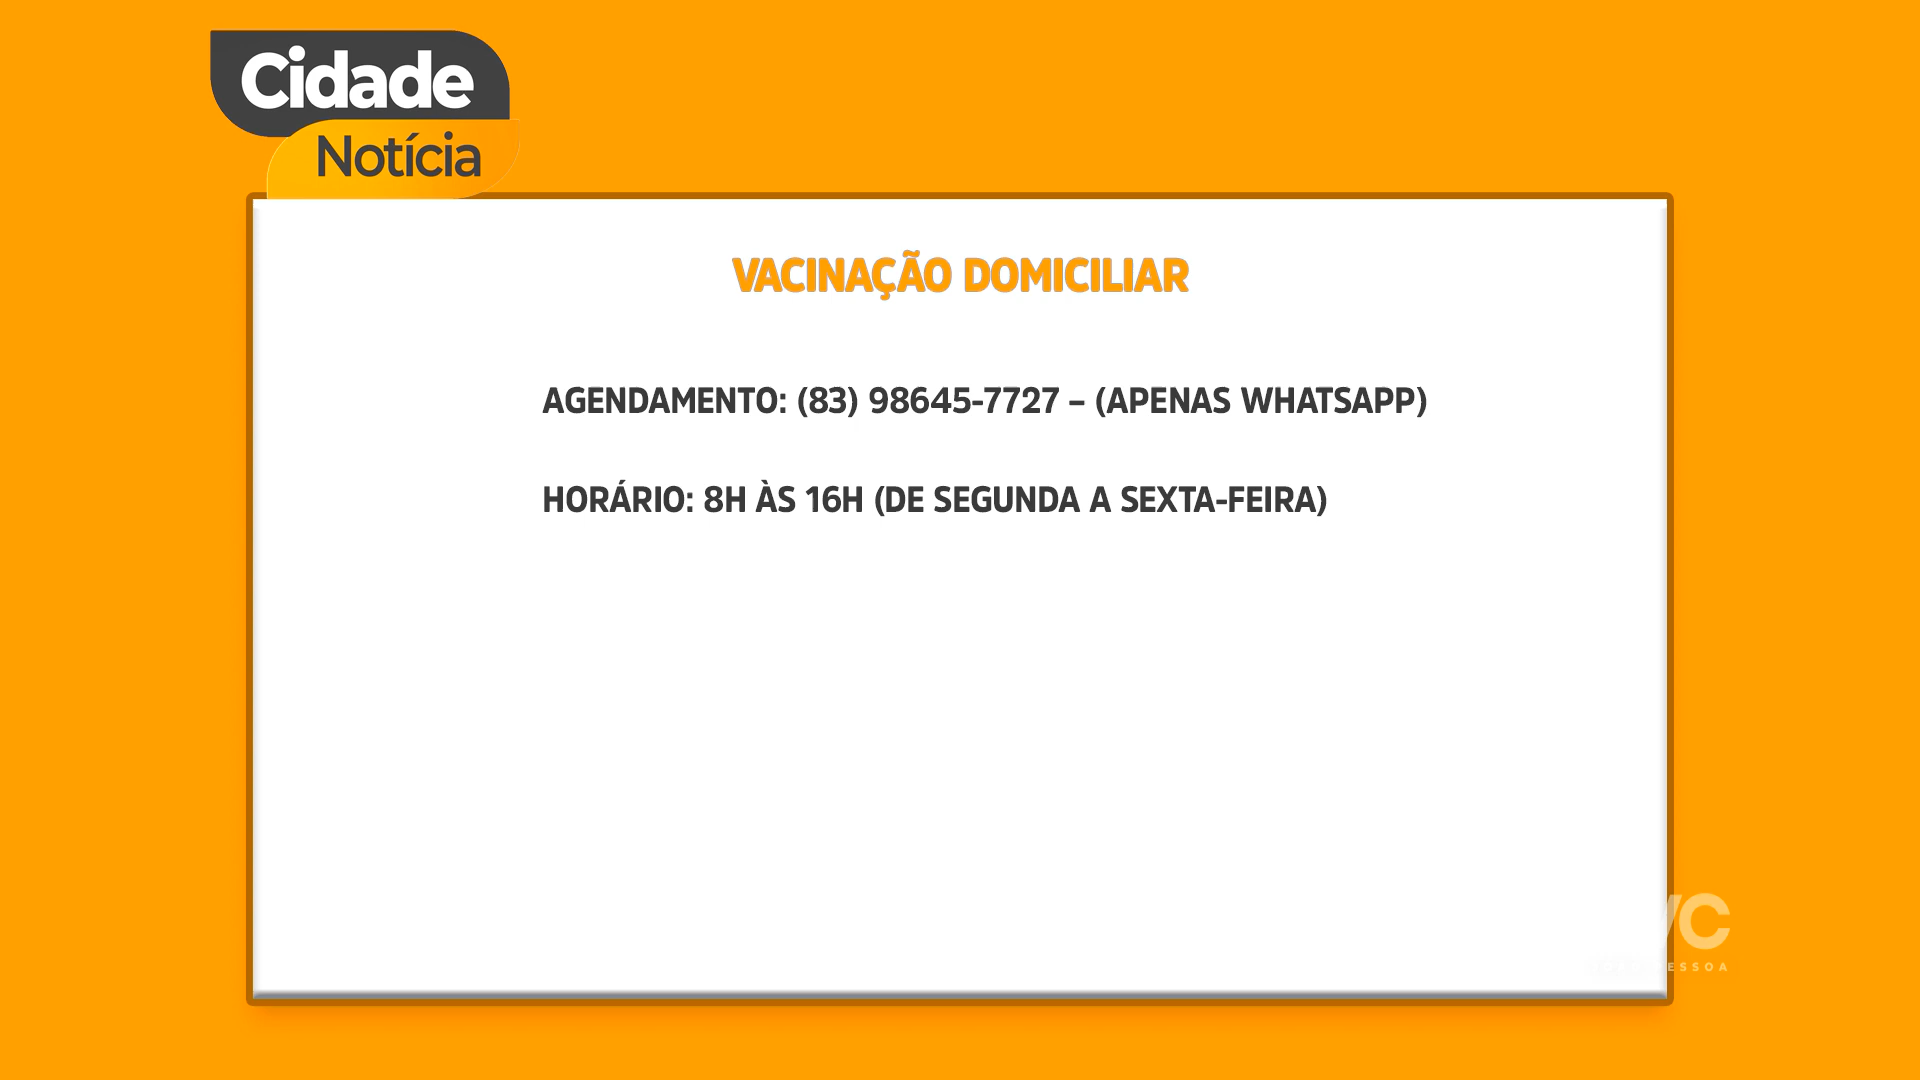 Cidade
Notícia
VACINAÇÃO DOMICILIAR
AGENDAMENTO: (83) 98645-7727 – (APENAS WHATSAPP)
HORÁRIO: 8H ÀS 16H (DE SEGUNDA A SEXTA-FEIRA)